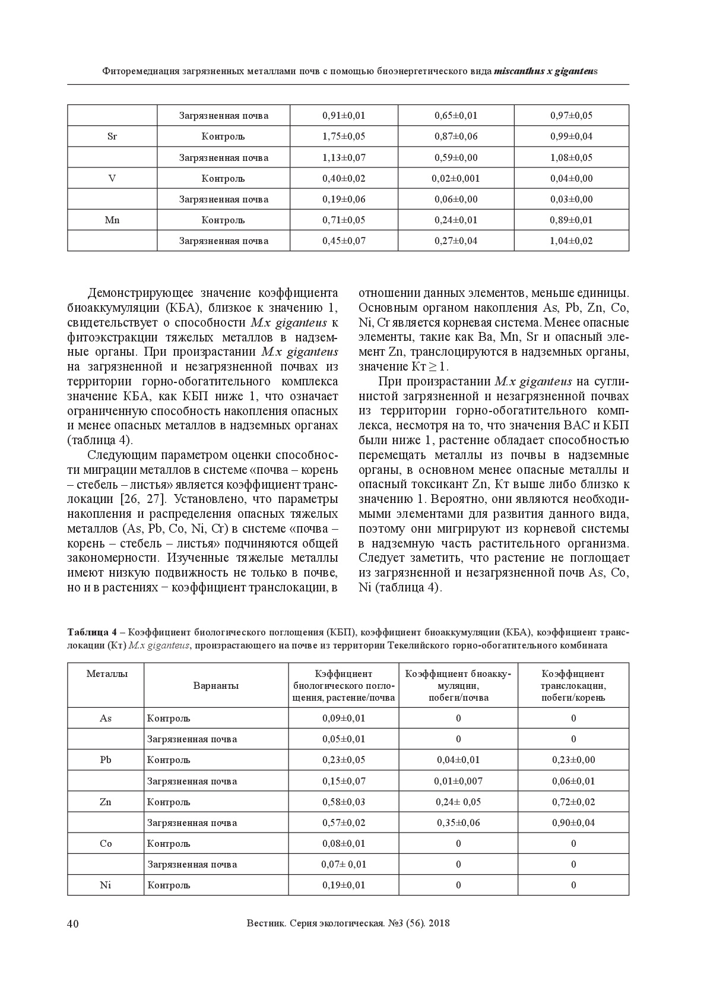 Фиторемедиация загрязненных металлами почв с помощью биоэнергетического вида miscanthus x giganteus
Загрязненная почва 0,91±0,01 0,65±0,01 0,97±0,05
Sr Контроль 1,75±0,05 0,87±0,06 0,99±0,04
Загрязненная почва 1,13±0,07 0,59±0,00 1,08±0,05
V Контроль 0,40±0,02 0,02±0,001 0,04±0,00
Загрязненная почва 0,19±0,06 0,06±0,00 0,03±0,00
Mn Контроль 0,71±0,05 0,24±0,01 0,89±0,01
Загрязненная почва 0,45±0,07 0,27±0,04 1,04±0,02
Демонстрирующее значение коэффициента
биоаккумуляции (КБА), близкое к значению 1,
свидетельствует о способности M.x giganteus к
фитоэкстракции тяжелых металлов в надзем-
ные органы. При произрастании M.x giganteus
на загрязненной и незагрязненной почвах из
территории горно-обогатительного комплекса
значение КБА, как КБП ниже 1, что означает
ограниченную способность накопления опасных
и менее опасных металлов в надземных органах
(таблица 4).
Следующим параметром оценки способнос-
ти миграции металлов в системе «почва – корень
– стебель – листья» является коэффициент транс-
локации [26, 27]. Установлено, что параметры
накопления и распределения опасных тяжелых
металлов (As, Pb, Co, Ni, Cr) в системе «почва –
корень – стебель – листья» подчиняются общей
закономерности. Изученные тяжелые металлы
имеют низкую подвижность не только в почве,
но и в растениях − коэффициент транслокации, в
отношении данных элементов, меньше единицы.
Основным органом накопления As, Pb, Zn, Co,
Ni, Cr является корневая система. Менее опасные
элементы, такие как Ba, Mn, Sr и опасный эле-
мент Zn, транслоцируются в надземных органы,
значение Кт ≥ 1.
При произрастании M.x giganteus на сугли-
нистой загрязненной и незагрязненной почвах
из территории горно-обогатительного комп-
лекса, несмотря на то, что значения BAC и КБП
были ниже 1, растение обладает способностью
перемещать металлы из почвы в надземные
органы, в основном менее опасные металлы и
опасный токсикант Zn, Кт выше либо близко к
значению 1. Вероятно, они являются необходи-
мыми элементами для развития данного вида,
поэтому они мигрируют из корневой системы
в надземную часть растительного организма.
Следует заметить, что растение не поглощает
из загрязненной и незагрязненной почв As, Co,
Ni (таблица 4).
Таблица 4 – Коэффициент биологического поглощения (КБП), коэффициент биоаккумуляции (КБА), коэффициент транс-
локации (Кт) M.x giganteus, произрастающего на почве из территории Текелийского горно-обогатительного комбината
Металлы Варианты Кэффициент биологического погло- щения, растение/почва Коэффициент биоакку- муляции, побеги/почва Коэффициент транслокации, побеги/корень
As Контроль 0,09±0,01 0 0
Загрязненная почва 0,05±0,01 0 0
Pb Контроль 0,23±0,05 0,04±0,01 0,23±0,00
Загрязненная почва 0,15±0,07 0,01±0,007 0,06±0,01
Zn Контроль 0,58±0,03 0,24± 0,05 0,72±0,02
Загрязненная почва 0,57±0,02 0,35±0,06 0,90±0,04
Co Контроль 0,08±0,01 0 0
Загрязненная почва 0,07± 0,01 0 0
Ni Контроль 0,19±0,01 0 0
40 Вестник. Серия экологическая. №3 (56). 2018